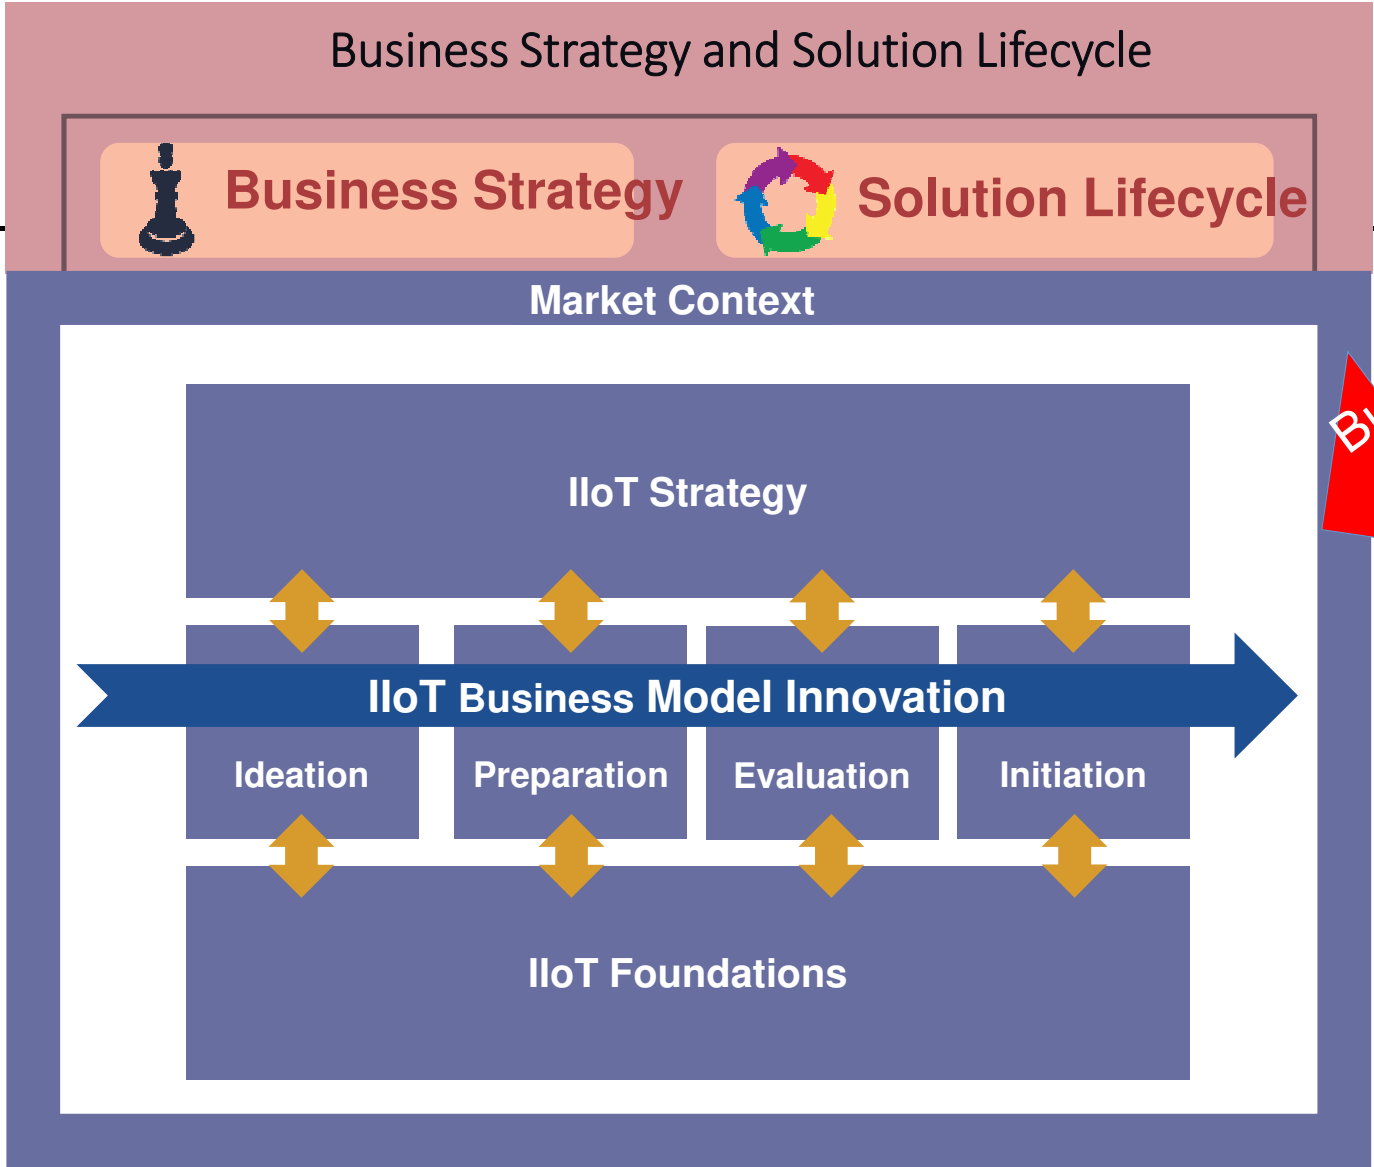 Business Strategy and Solution Lifecycle
Business Strategy
Solution Lifecycle
Market Context
IIoT Strategy
IIoT Business Model Innovation
Ideation
Preparation
Evaluation
Initiation
IIoT Foundations